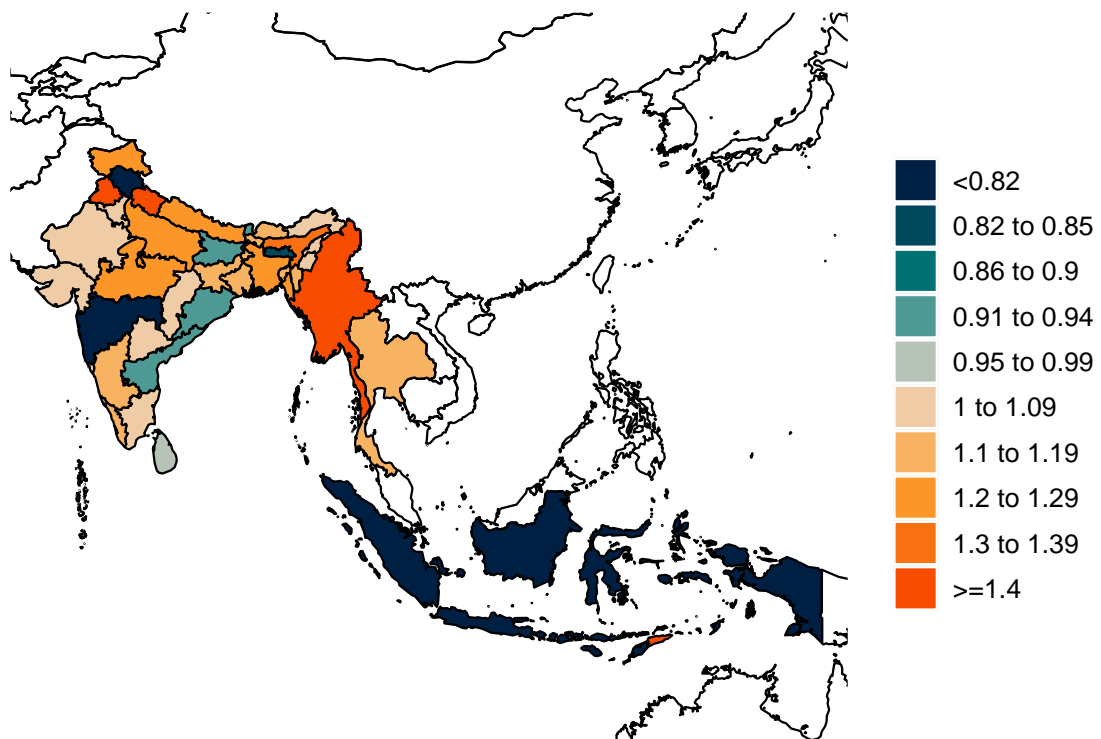 <0.82
0.82 to 0.85
0.86 to 0.9
0.91 to 0.94
0.95 to 0.99
1 to 1.09
1.1 to 1.19
1.2 to 1.29
1.3 to 1.39
>=1.4